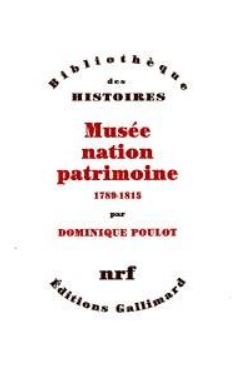 Bibliothèque
des
HISTOIRES
Musée
nation
patrimoine
1789-1815
par
DOMINIQUE POULOT
nrf
Éditions Gallimard